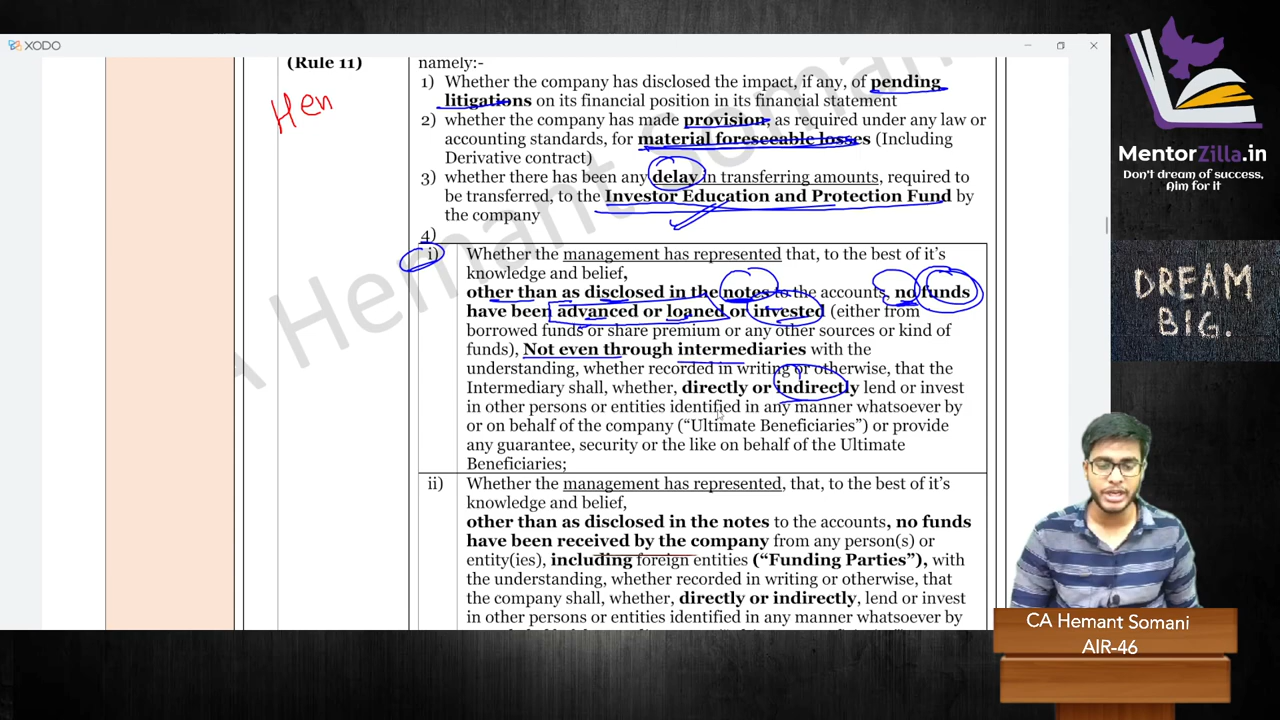 XODO
(Rule 11)
Hen
namely:-
1) Whether the company has disclosed the impact, if any, of pending
litigations on its financial position in its financial statement
2) whether the company has made provision, as required under any law or
accounting standards, for material foreseeable losses (Including
Derivative contract)
3) whether there has been any delay in transferring amounts, required to
be transferred, to the Investor Education and Protection Fund by
the company
4)
i) Whether the management has represented that, to the best of it's
knowledge and belief,
other than as disclosed in the notes to the accounts, no funds
have been advanced or loaned or invested (either from
borrowed funds or share premium or any other sources or kind of
funds), Not even through intermediaries with the
understanding, whether recorded in writing or otherwise, that the
Intermediary shall, whether, directly or indirectly lend or invest
in other persons or entities identified in any manner whatsoever by
or on behalf of the company ("Ultimate Beneficiaries") or provide
any guarantee, security or the like on behalf of the Ultimate
Beneficiaries;
ii) Whether the management has represented, that, to the best of it's
knowledge and belief,
other than as disclosed in the notes to the accounts, no funds
have been received by the company from any person(s) or
entity(ies), including foreign entities ("Funding Parties"), with
the understanding, whether recorded in writing or otherwise, that
the company shall, whether, directly or indirectly, lend or invest
in other persons or entities identified in any manner whatsoever by
A Hemant Somani
MentorZilla.in
Don't dream of success,
Aim for it
DREAM
BIG.
CA Hemant Somani
AIR-46